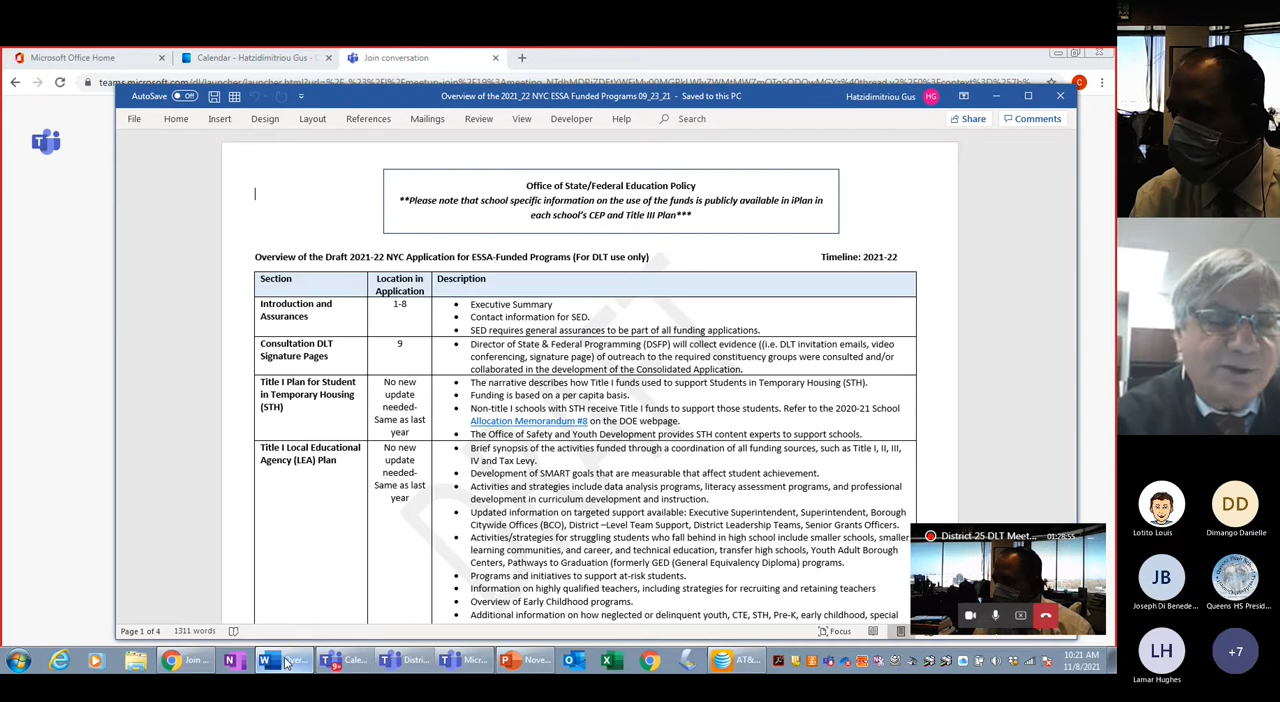 Microsoft Office Home
Calendar - Hatzidimitriou Gus -
Join conversation
AutoSave Off
Overview of the 2021_22 NYC ESSA Funded Programs 09_23_21 - Saved to this PC
Hatzidimitriou Gus HG
File Home Insert Design Layout References Mailings Review View Developer Help Search Share Comments
Office of State/Federal Education Policy
**Please note that school specific information on the use of the funds is publicly available in iPlan in
each school's CEP and Title III Plan***
Overview of the Draft 2021-22 NYC Application for ESSA-Funded Programs (For DLT use only) Timeline: 2021-22
Section
Location in
Application
Description
Introduction and
Assurances
1-8
• Executive Summary
• Contact information for SED.
• SED requires general assurances to be part of all funding applications.
Consultation DLT
Signature Pages
9
• Director of State & Federal Programming (DSFP) will collect evidence ((i.e. DLT invitation emails, video
conferencing, signature page) of outreach to the required constituency groups were consulted and/or
collaborated in the development of the Consolidated Application.
Title I Plan for Student
in Temporary Housing
(STH)
No new
update
needed-
Same as last
year
• The narrative describes how Title I funds used to support Students in Temporary Housing (STH).
• Funding is based on a per capita basis.
• Non-title I schools with STH receive Title I funds to support those students. Refer to the 2020-21 School
Allocation Memorandum #8 on the DOE webpage.
• The Office of Safety and Youth Development provides STH content experts to support schools.
Title I Local Educational
Agency (LEA) Plan
No new
update
needed-
Same as last
year
• Brief synopsis of the activities funded through a coordination of all funding sources, such as Title I, II, III,
IV and Tax Levy.
• Development of SMART goals that are measurable that affect student achievement.
• Activities and strategies include data analysis programs, literacy assessment programs, and professional
development in curriculum development and instruction.
• Updated information on targeted support available: Executive Superintendent, Superintendent, Borough
Citywide Offices (BCO), District –Level Team Support, District Leadership Teams, Senior Grants Officers.
• Activities/strategies for struggling students who fall behind in high school include smaller schools, smaller
learning communities, and career, and technical education, transfer high schools, Youth Adult Borough
Centers, Pathways to Graduation (formerly GED (General Equivalency Diploma) programs.
• Programs and initiatives to support at-risk students.
• Information on highly qualified teachers, including strategies for recruiting and retaining teachers
• Overview of Early Childhood programs.
• Additional information on how neglected or delinquent youth, CTE, STH, Pre-K, early childhood, special
DRAFT
District 25 DLT Meet... 01:28:55
Page 1 of 4 1311 words Focus
Join ...
Cale...
Distri...
Micr...
Nove...
AT&...
10:21 AM
11/8/2021
Lotito Louis
DD
Dimango Danielle
JB
Joseph Di Benede...
Queens HS Presid...
LH
Lamar Hughes
+7